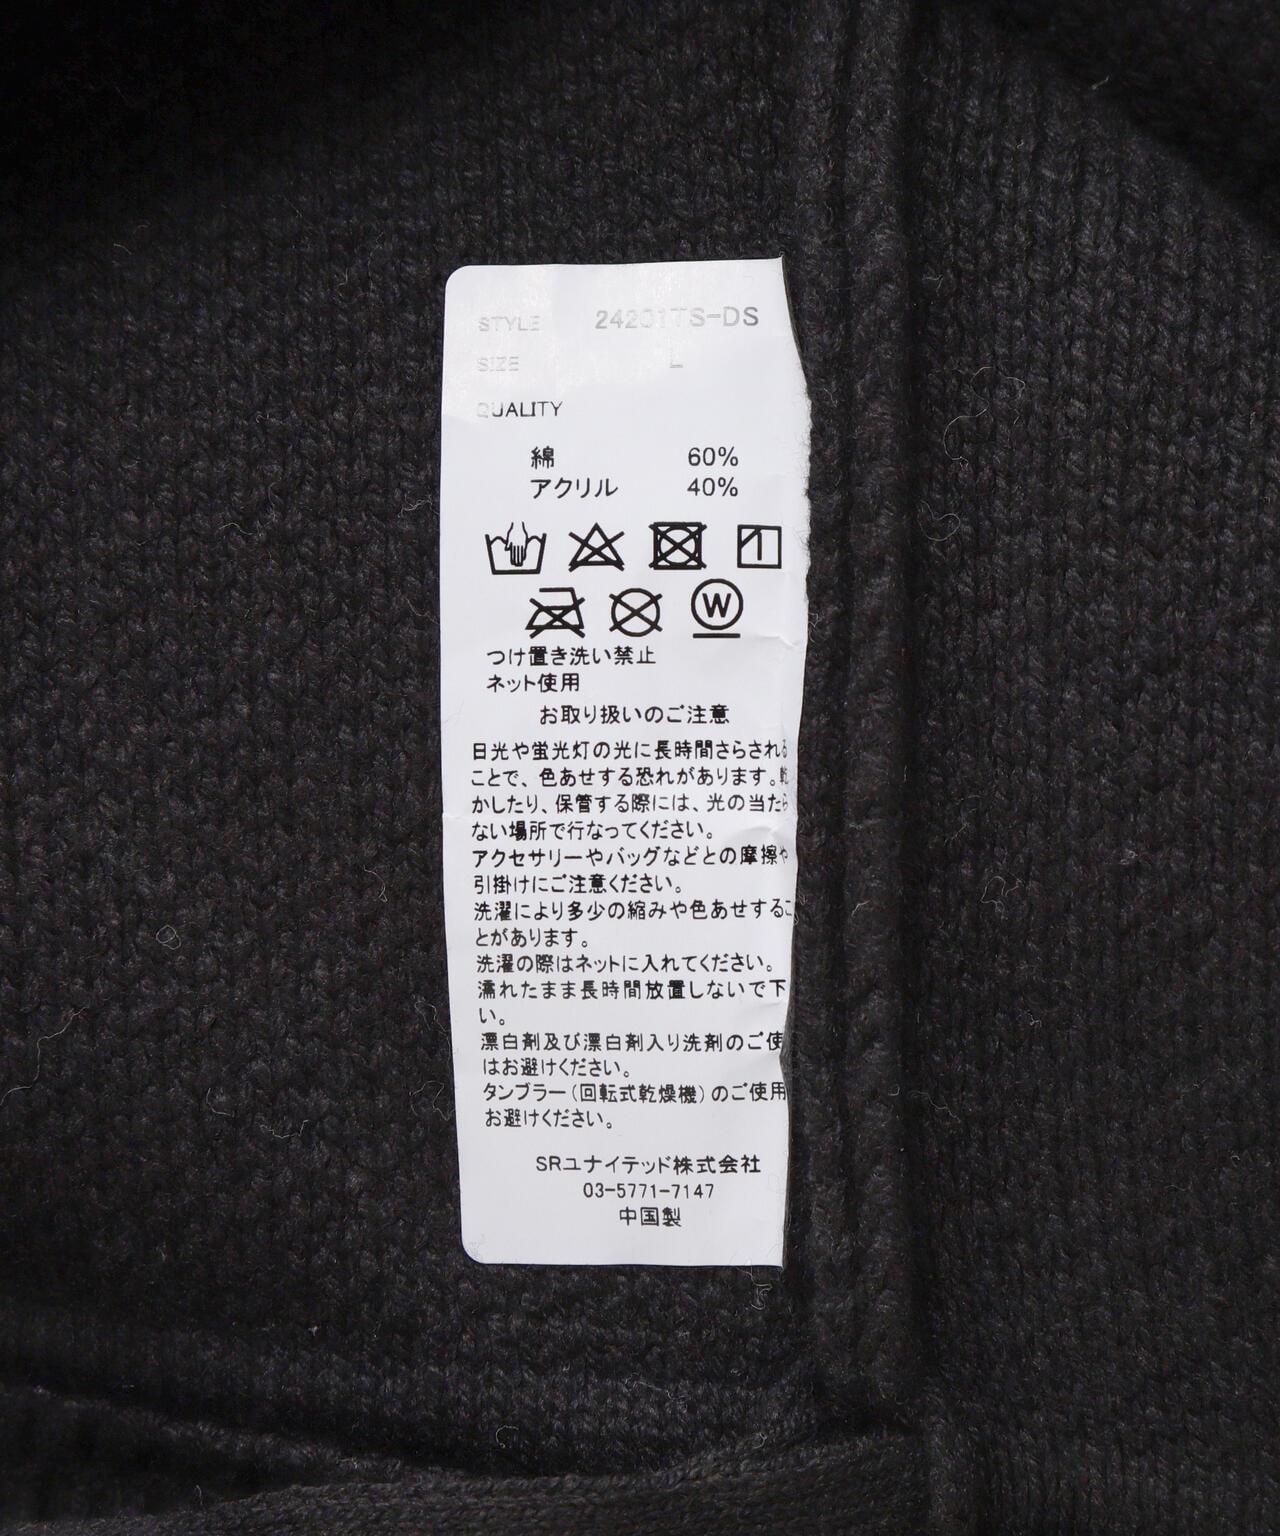 STYLE 24201TS-DS
SIZE L
QUALITY
綿 60%
アクリル 40%
W
つけ置き洗い禁止
ネット使用
お取り扱いのご注意
日光や蛍光灯の光に長時間さらされる
ことで、色あせする恐れがあります。乾
かしたり、保管する際には、光の当たら
ない場所で行なってください。
アクセサリーやバッグなどとの摩擦や
引掛けにご注意ください。
洗濯により多少の縮みや色あせするこ
とがあります。
洗濯の際はネットに入れてください。
濡れたまま長時間放置しないで下
い。
漂白剤及び漂白剤入り洗剤のご使
はお避けください。
タンブラー(回転式乾燥機)のご使用
お避けください。
SRユナイテッド株式会社
03-5771-7147
中国製